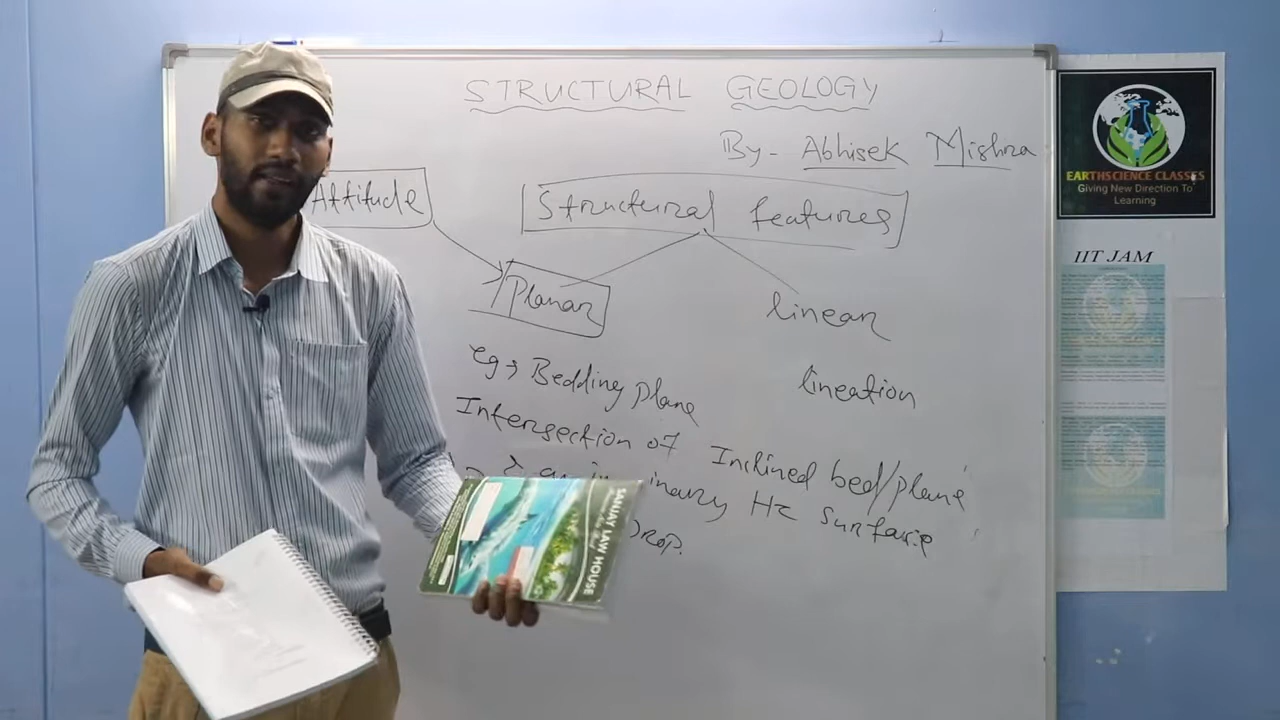 STRUCTURAL GEOLOGY
By- Abhisek Mishra
EARTHSCIENCE CLASSES
Giving New Direction To
Learning
Attitude
Structural features
IIT JAM
Planar
linear
eg → Bedding plane
lineation
Intersection of Inclined bed/plane
Hz surface
SANJAY LAW HOUSE